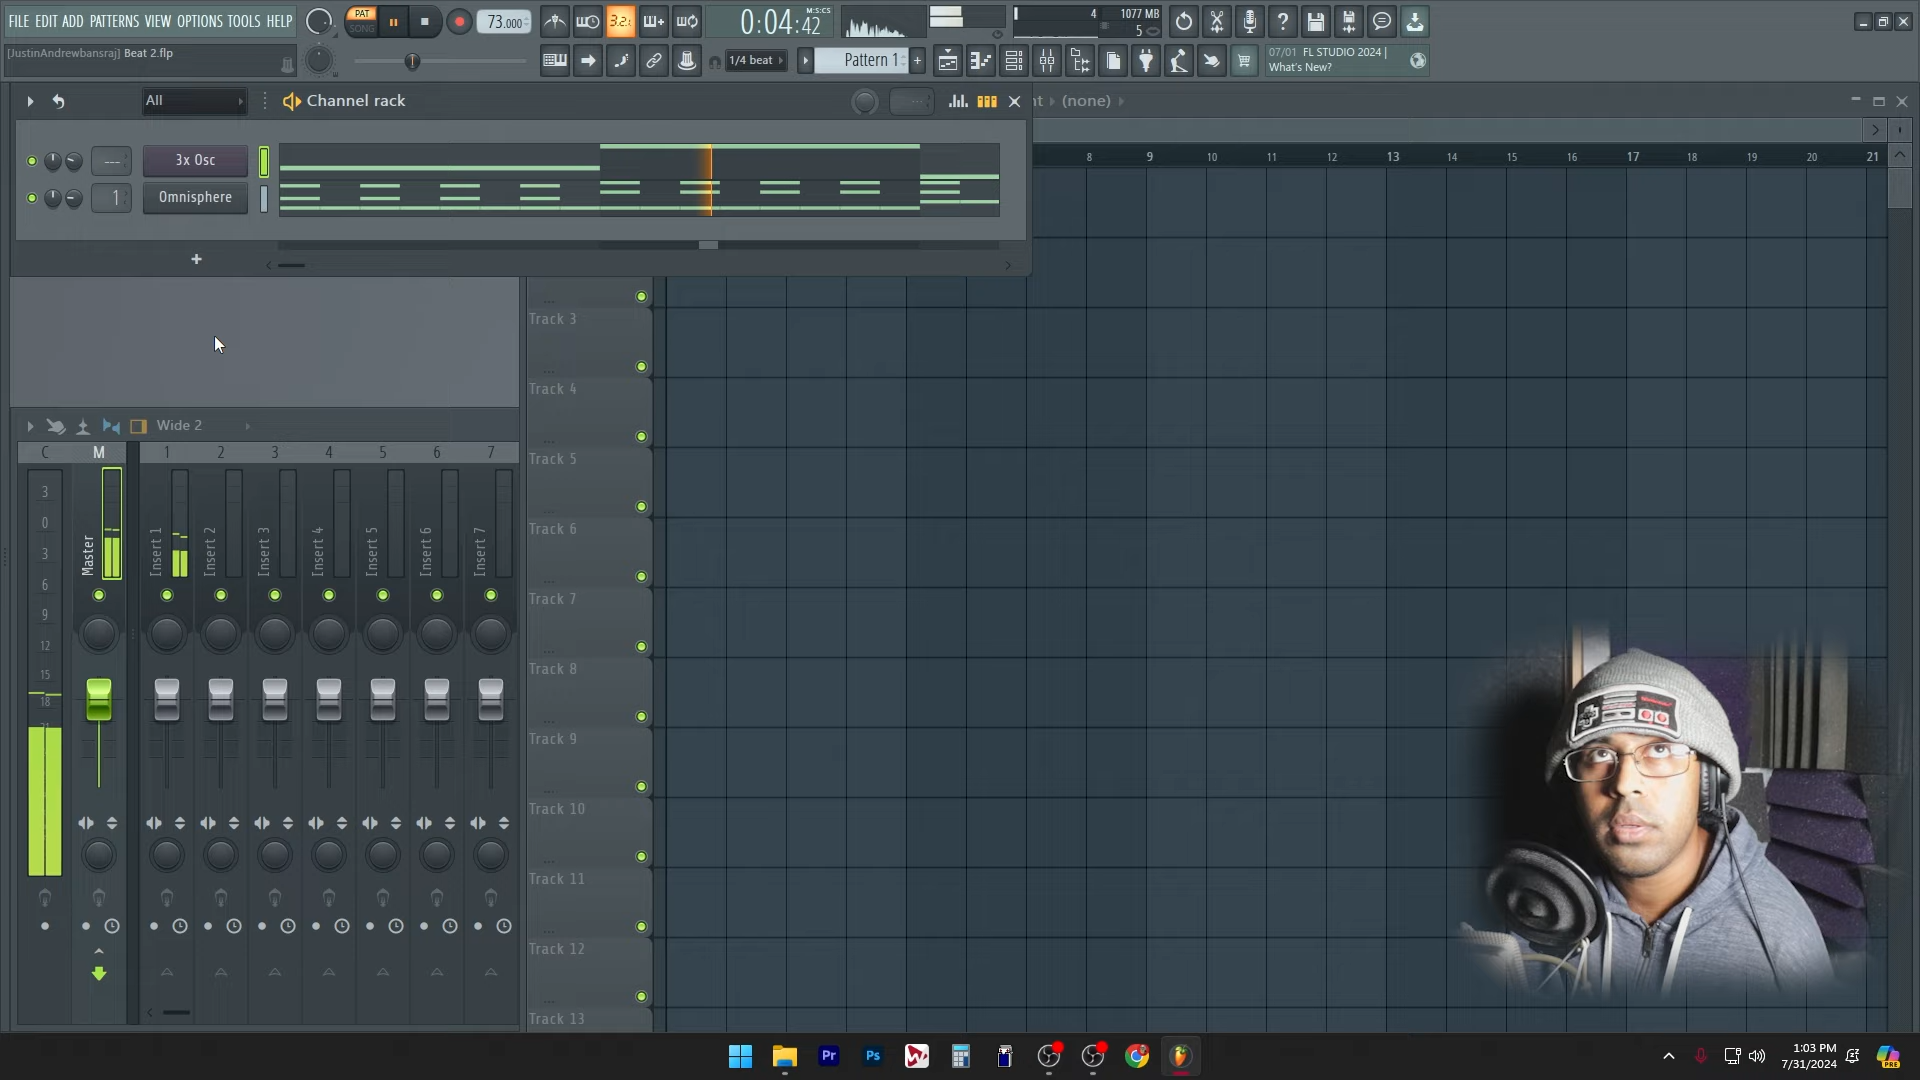 FILE EDIT ADD PATTERNS VIEW OPTIONS TOOLS HELP
PAT
SONG
73.000
3.2.
0:04:42
M:S:CS
4
1077 MB
5
[JustinAndrewbansraj] Beat 2.flp
1/4 beat
Pattern 1
+
07/01 FL STUDIO 2024 |
What's New?
All
Channel rack
(none)
---
3x Osc
1
Omnisphere
+
8 9 10 11 12 13 14 15 16 17 18 19 20 21
Track 3
Track 4
Track 5
Track 6
Track 7
Track 8
Track 9
Track 10
Track 11
Track 12
Track 13
Wide 2
C M 1 2 3 4 5 6 7
3
0
3
6
9
12
15
18
21
Master
Insert 1
Insert 2
Insert 3
Insert 4
Insert 5
Insert 6
Insert 7
Pr
Ps
1:03 PM
7/31/2024
PRE